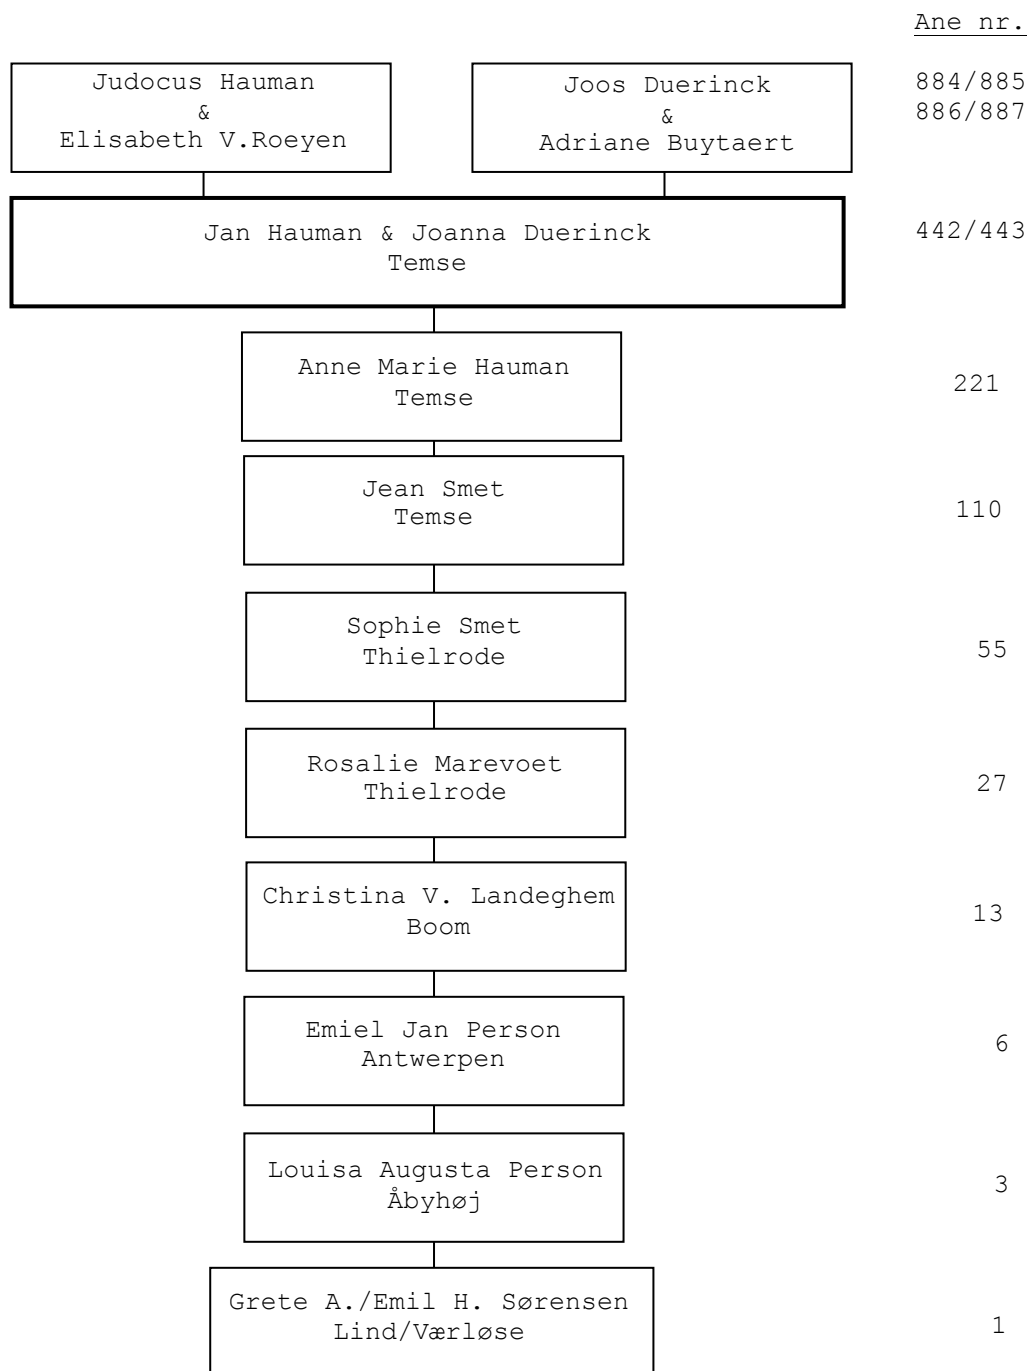 Ane nr.
Judocus Hauman
&
Elisabeth V.Roeyen
Joos Duerinck
&
Adriane Buytaert
884/885
886/887
Jan Hauman & Joanna Duerinck
Temse
442/443
Anne Marie Hauman
Temse
221
Jean Smet
Temse
110
Sophie Smet
Thielrode
55
Rosalie Marevoet
Thielrode
27
Christina V. Landeghem
Boom
13
Emiel Jan Person
Antwerpen
6
Louisa Augusta Person
Åbyhøj
3
Grete A./Emil H. Sørensen
Lind/Værløse
1